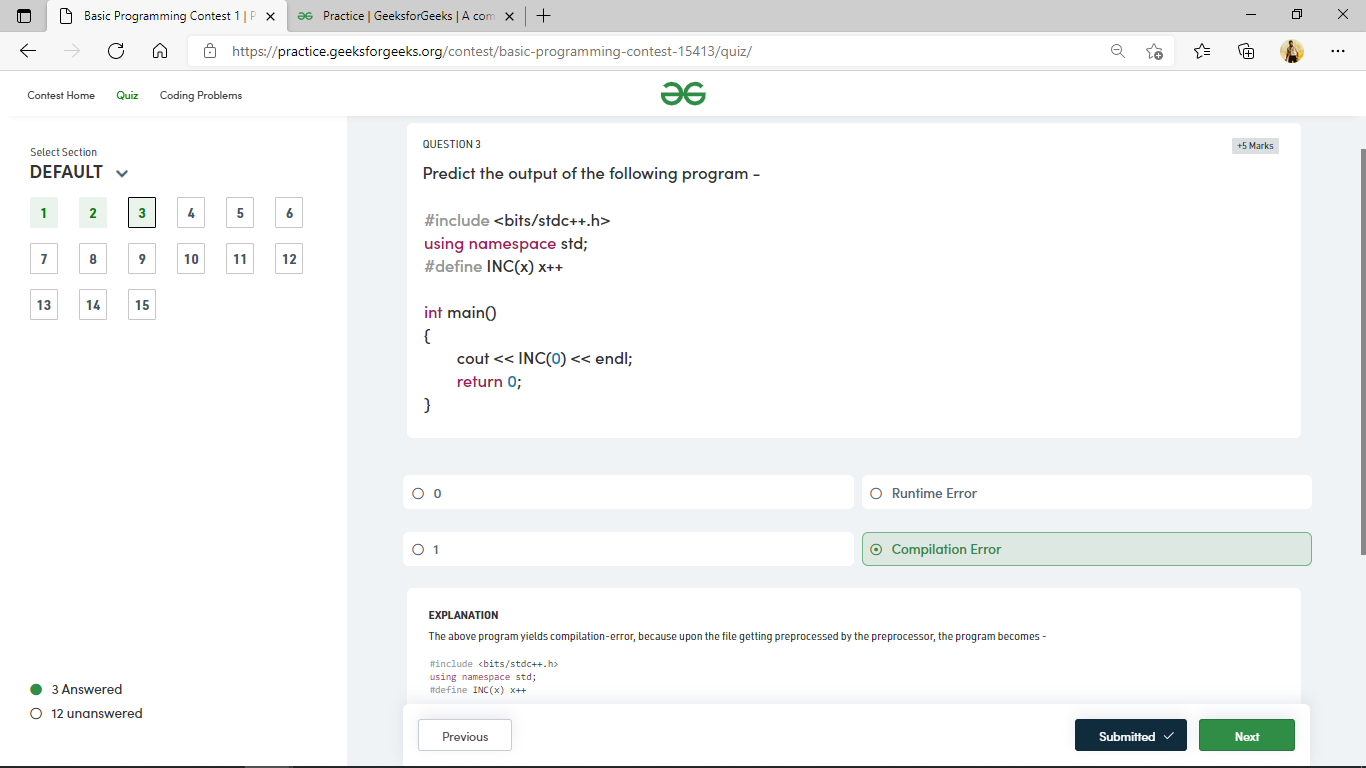 Basic Programming Contest 1 | P
Practice | GeeksforGeeks | A com
https://practice.geeksforgeeks.org/contest/basic-programming-contest-15413/quiz/
Contest Home Quiz Coding Problems
Select Section
DEFAULT
1 2 3 4 5 6
7 8 9 10 11 12
13 14 15
3 Answered
12 unanswered
QUESTION 3
+5 Marks
Predict the output of the following program -
#include <bits/stdc++.h>
using namespace std;
#define INC(x) x++
int main()
{
cout << INC(0) << endl;
return 0;
}
0
Runtime Error
1
Compilation Error
EXPLANATION
The above program yields compilation-error, because upon the file getting preprocessed by the preprocessor, the program becomes -
#include <bits/stdc++.h>
using namespace std;
#define INC(x) x++
Previous
Submitted
Next